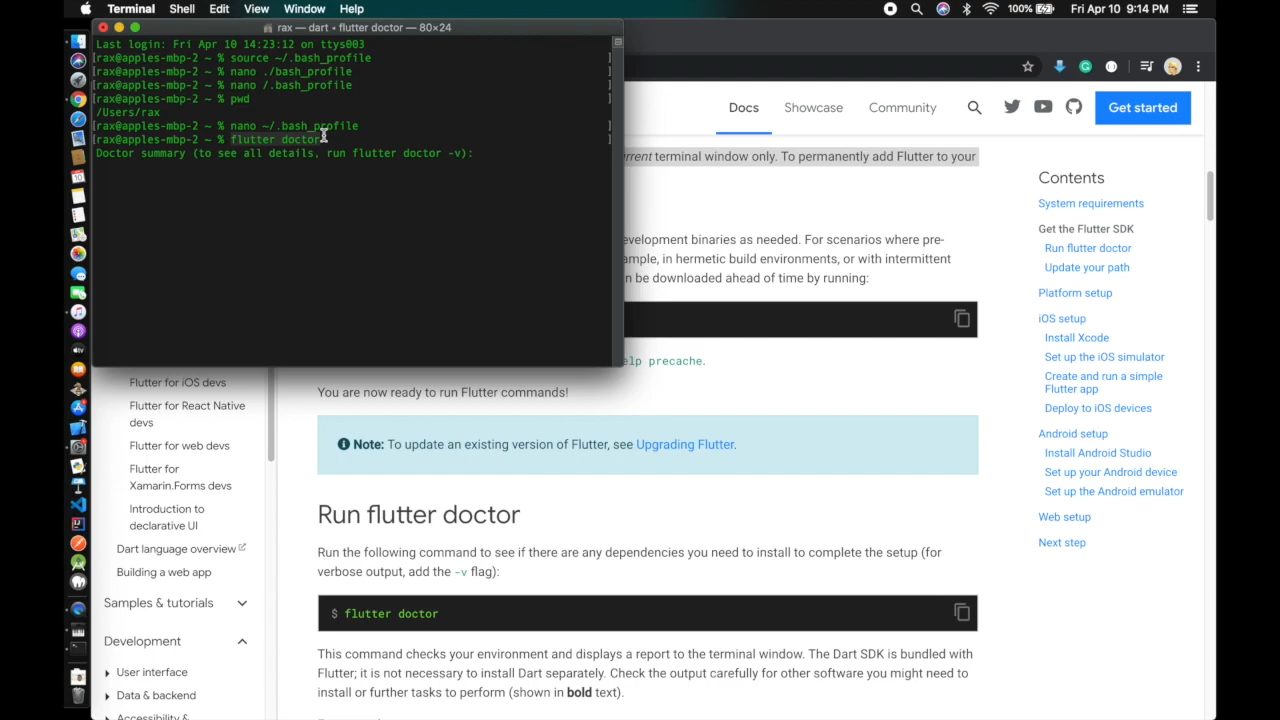 Terminal Shell Edit View Window Help 100% Fri Apr 10 9:14 PM
rax — dart • flutter doctor — 80×24
Last login: Fri Apr 10 14:23:12 on ttys003
[rax@apples-mbp-2 ~ % source ~/.bash_profile ]
[rax@apples-mbp-2 ~ % nano ./bash_profile ]
[rax@apples-mbp-2 ~ % nano /.bash_profile ]
[rax@apples-mbp-2 ~ % pwd ]
/Users/rax
[rax@apples-mbp-2 ~ % nano ~/.bash_profile ]
[rax@apples-mbp-2 ~ % flutter doctor ]
Doctor summary (to see all details, run flutter doctor -v):
Docs Showcase Community Get started
rrent terminal window only. To permanently add Flutter to your
evelopment binaries as needed. For scenarios where pre-
ample, in hermetic build environments, or with intermittent
n be downloaded ahead of time by running:
elp precache.
You are now ready to run Flutter commands!
Note: To update an existing version of Flutter, see Upgrading Flutter.
Run flutter doctor
Run the following command to see if there are any dependencies you need to install to complete the setup (for
verbose output, add the -v flag):
$ flutter doctor
This command checks your environment and displays a report to the terminal window. The Dart SDK is bundled with
Flutter; it is not necessary to install Dart separately. Check the output carefully for other software you might need to
install or further tasks to perform (shown in bold text).
Flutter for iOS devs
Flutter for React Native
devs
Flutter for web devs
Flutter for
Xamarin.Forms devs
Introduction to
declarative UI
Dart language overview
Building a web app
Samples & tutorials
Development
User interface
Data & backend
Accessibility &
Contents
System requirements
Get the Flutter SDK
Run flutter doctor
Update your path
Platform setup
iOS setup
Install Xcode
Set up the iOS simulator
Create and run a simple
Flutter app
Deploy to iOS devices
Android setup
Install Android Studio
Set up your Android device
Set up the Android emulator
Web setup
Next step